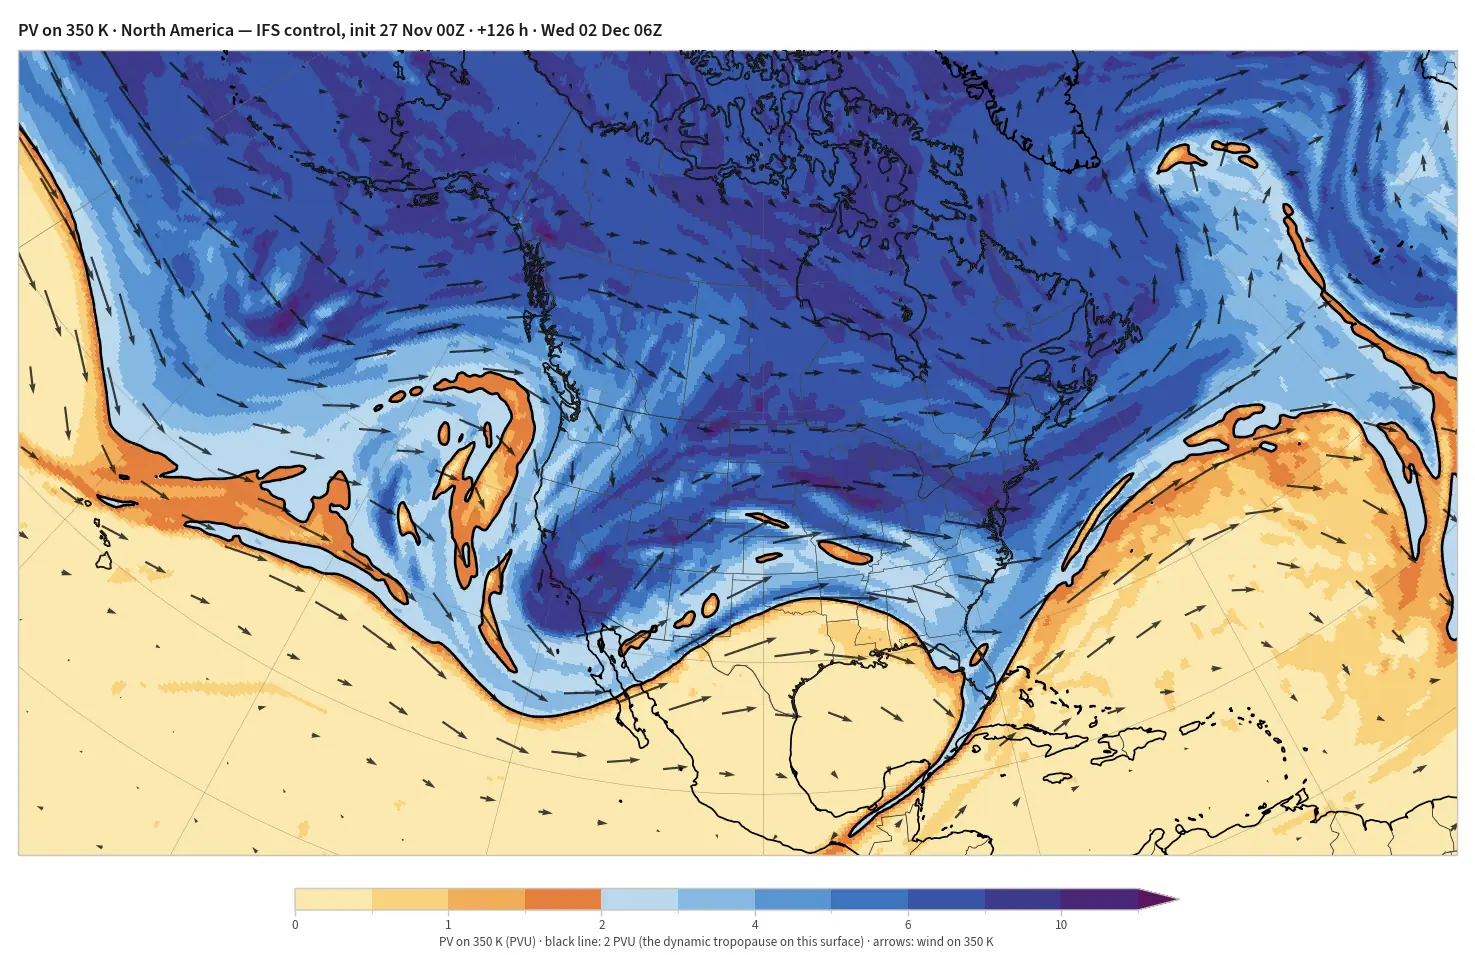 PV on 350 K · North America — IFS control, init 27 Nov 00Z · +126 h · Wed 02 Dec 06Z
0 1 2 4 6 10
PV on 350 K (PVU) · black line: 2 PVU (the dynamic tropopause on this surface) · arrows: wind on 350 K